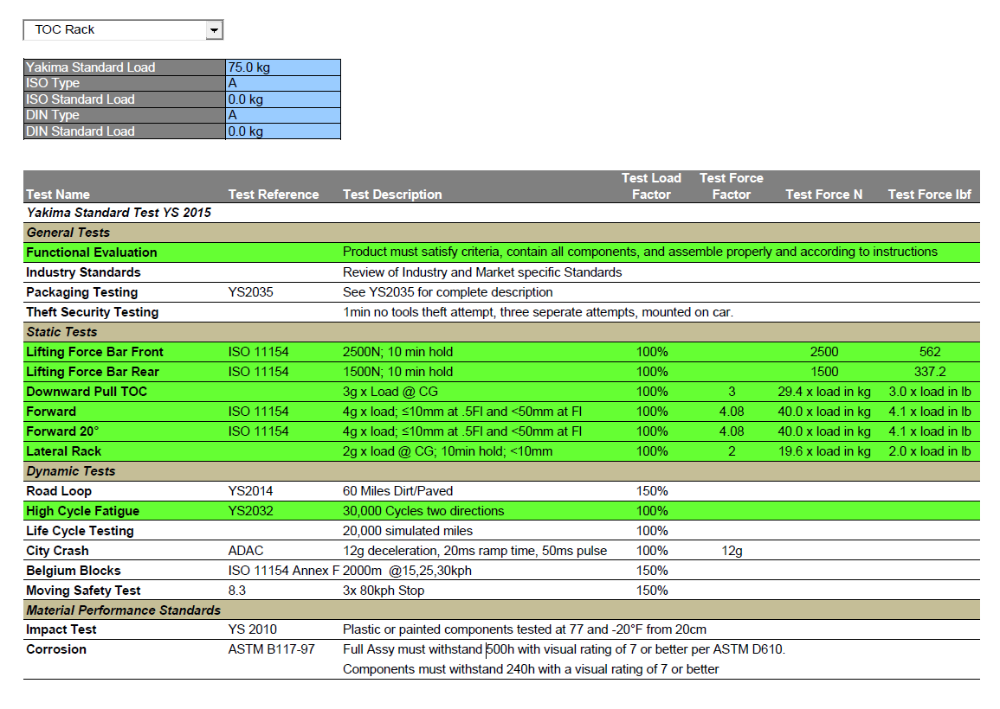 TOC Rack
Yakima Standard Load 75.0 kg
ISO Type A
ISO Standard Load 0.0 kg
DIN Type A
DIN Standard Load 0.0 kg
Test Load Test Force
Test Name Test Reference Test Description Factor Factor Test Force N Test Force lbf
Yakima Standard Test YS 2015
General Tests
Functional Evaluation Product must satisfy criteria, contain all components, and assemble properly and according to instructions
Industry Standards Review of Industry and Market specific Standards
Packaging Testing YS2035 See YS2035 for complete description
Theft Security Testing 1min no tools theft attempt, three seperate attempts, mounted on car.
Static Tests
Lifting Force Bar Front ISO 11154 2500N; 10 min hold 100% 2500 562
Lifting Force Bar Rear ISO 11154 1500N; 10 min hold 100% 1500 337.2
Downward Pull TOC 3g x Load @ CG 100% 3 29.4 x load in kg 3.0 x load in lb
Forward ISO 11154 4g x load; ≤10mm at .5Fl and <50mm at Fl 100% 4.08 40.0 x load in kg 4.1 x load in lb
Forward 20° ISO 11154 4g x load; ≤10mm at .5Fl and <50mm at Fl 100% 4.08 40.0 x load in kg 4.1 x load in lb
Lateral Rack 2g x load @ CG; 10min hold; <10mm 100% 2 19.6 x load in kg 2.0 x load in lb
Dynamic Tests
Road Loop YS2014 60 Miles Dirt/Paved 150%
High Cycle Fatigue YS2032 30,000 Cycles two directions 100%
Life Cycle Testing 20,000 simulated miles 100%
City Crash ADAC 12g deceleration, 20ms ramp time, 50ms pulse 100% 12g
Belgium Blocks ISO 11154 Annex F 2000m @15,25,30kph 150%
Moving Safety Test 8.3 3x 80kph Stop 150%
Material Performance Standards
Impact Test YS 2010 Plastic or painted components tested at 77 and -20°F from 20cm
Corrosion ASTM B117-97 Full Assy must withstand 500h with visual rating of 7 or better per ASTM D610.
Components must withstand 240h with a visual rating of 7 or better